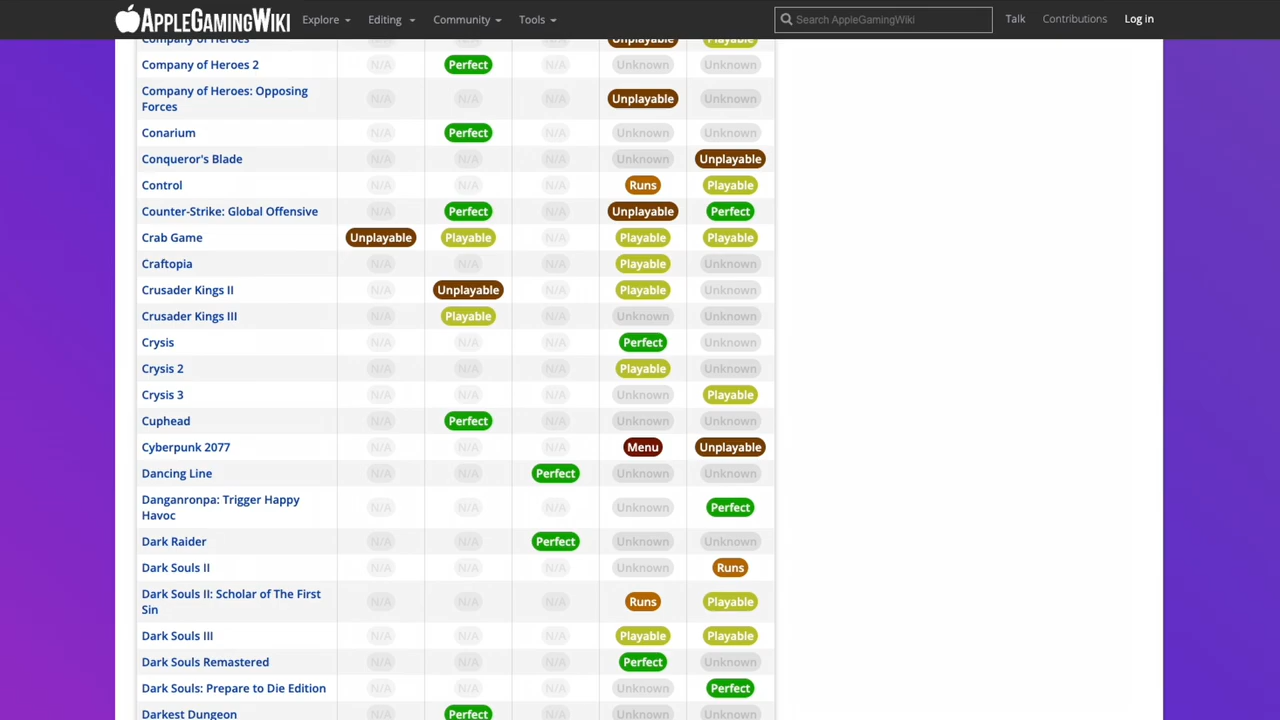 APPLEGAMINGWIKI Explore Editing Community Tools Search AppleGamingWiki Talk Contributions Log in
Company of Heroes Unplayable Playable
Company of Heroes 2 N/A Perfect N/A Unknown Unknown
Company of Heroes: Opposing
Forces N/A N/A N/A Unplayable Unknown
Conarium N/A Perfect N/A Unknown Unknown
Conqueror's Blade N/A N/A N/A Unknown Unplayable
Control N/A N/A N/A Runs Playable
Counter-Strike: Global Offensive N/A Perfect N/A Unplayable Perfect
Crab Game Unplayable Playable N/A Playable Playable
Craftopia N/A N/A N/A Playable Unknown
Crusader Kings II N/A Unplayable N/A Playable Unknown
Crusader Kings III N/A Playable N/A Unknown Unknown
Crysis N/A N/A N/A Perfect Unknown
Crysis 2 N/A N/A N/A Playable Unknown
Crysis 3 N/A N/A N/A Unknown Playable
Cuphead N/A Perfect N/A Unknown Unknown
Cyberpunk 2077 N/A N/A N/A Menu Unplayable
Dancing Line N/A N/A Perfect Unknown Unknown
Danganronpa: Trigger Happy
Havoc N/A N/A N/A Unknown Perfect
Dark Raider N/A N/A Perfect Unknown Unknown
Dark Souls II N/A N/A N/A Unknown Runs
Dark Souls II: Scholar of The First
Sin N/A N/A N/A Runs Playable
Dark Souls III N/A N/A N/A Playable Playable
Dark Souls Remastered N/A N/A N/A Perfect Unknown
Dark Souls: Prepare to Die Edition N/A N/A N/A Unknown Perfect
Darkest Dungeon N/A Perfect N/A Unknown Unknown